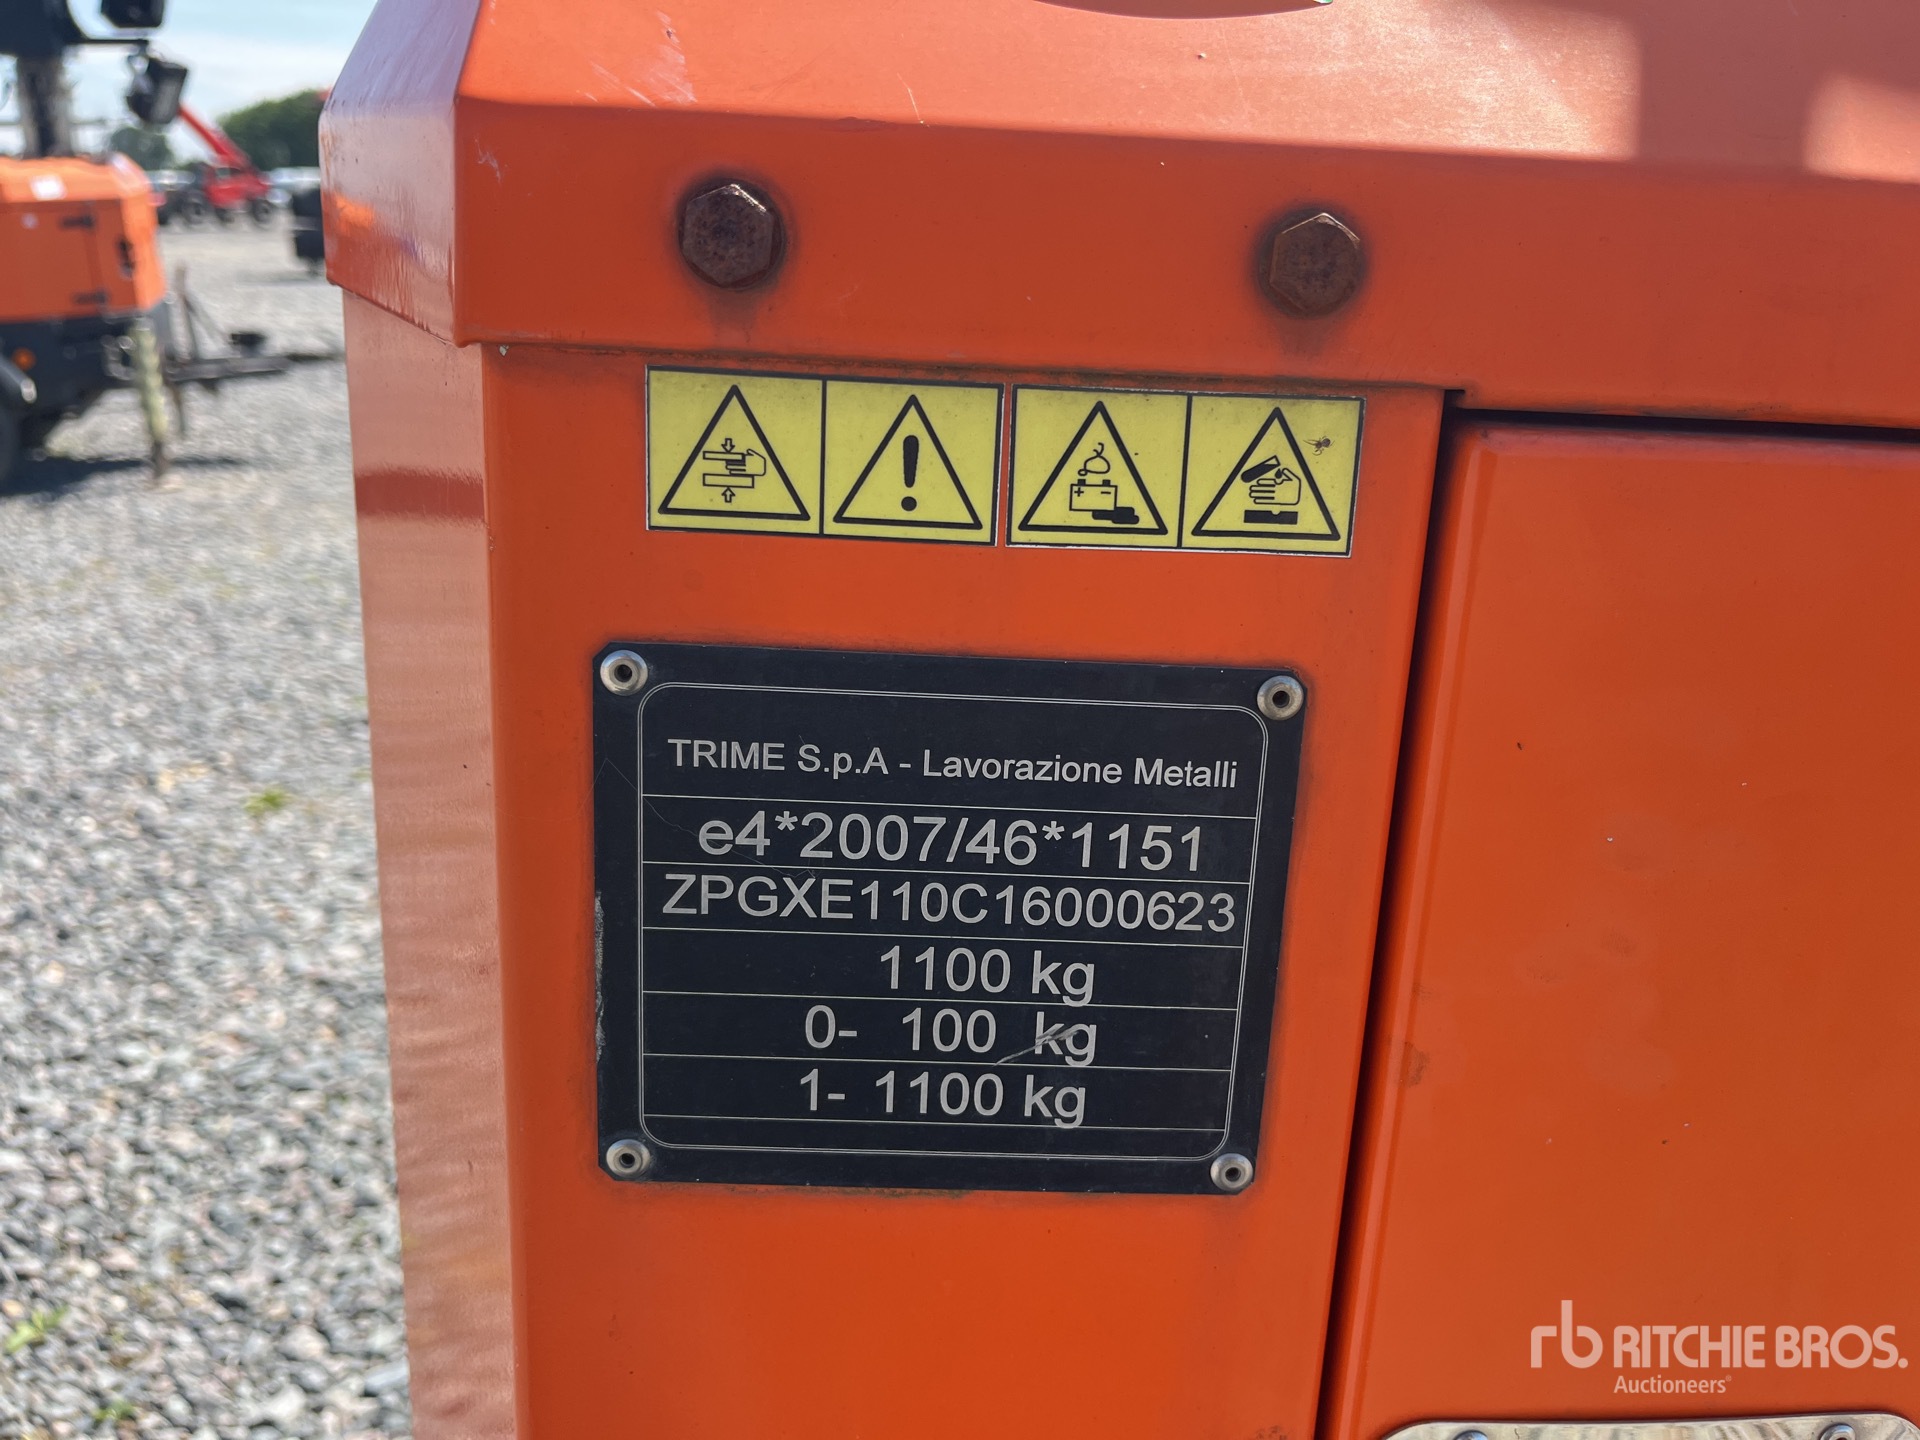 TRIME S.p.A - Lavorazione Metalli
e4*2007/46*1151
ZPGXE110C16000623
1100 kg
0- 100 kg
1- 1100 kg
rb RITCHIE BROS.
Auctioneers